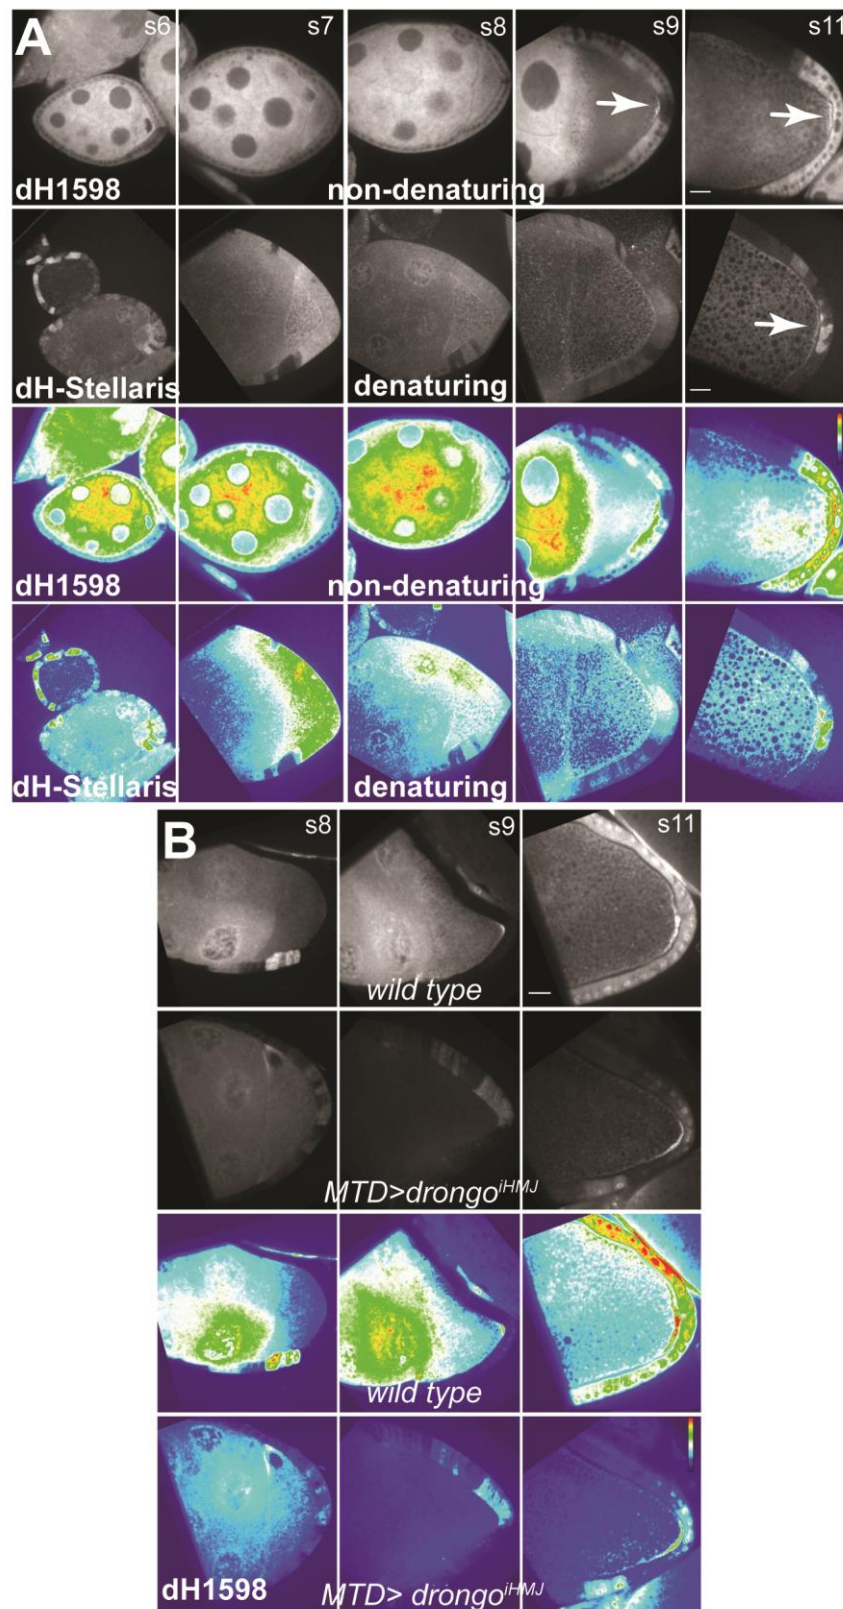 A
s6
s7
s8
s9
s11
dH1598
non-denaturing
dH-Stellaris
denaturing
dH1598
non-denaturing
dH-Stellaris
denaturing
B
s8
s9
s11
wild type
MTD>drongo^iHMJ
wild type
dH1598
MTD> drongo^iHMJ